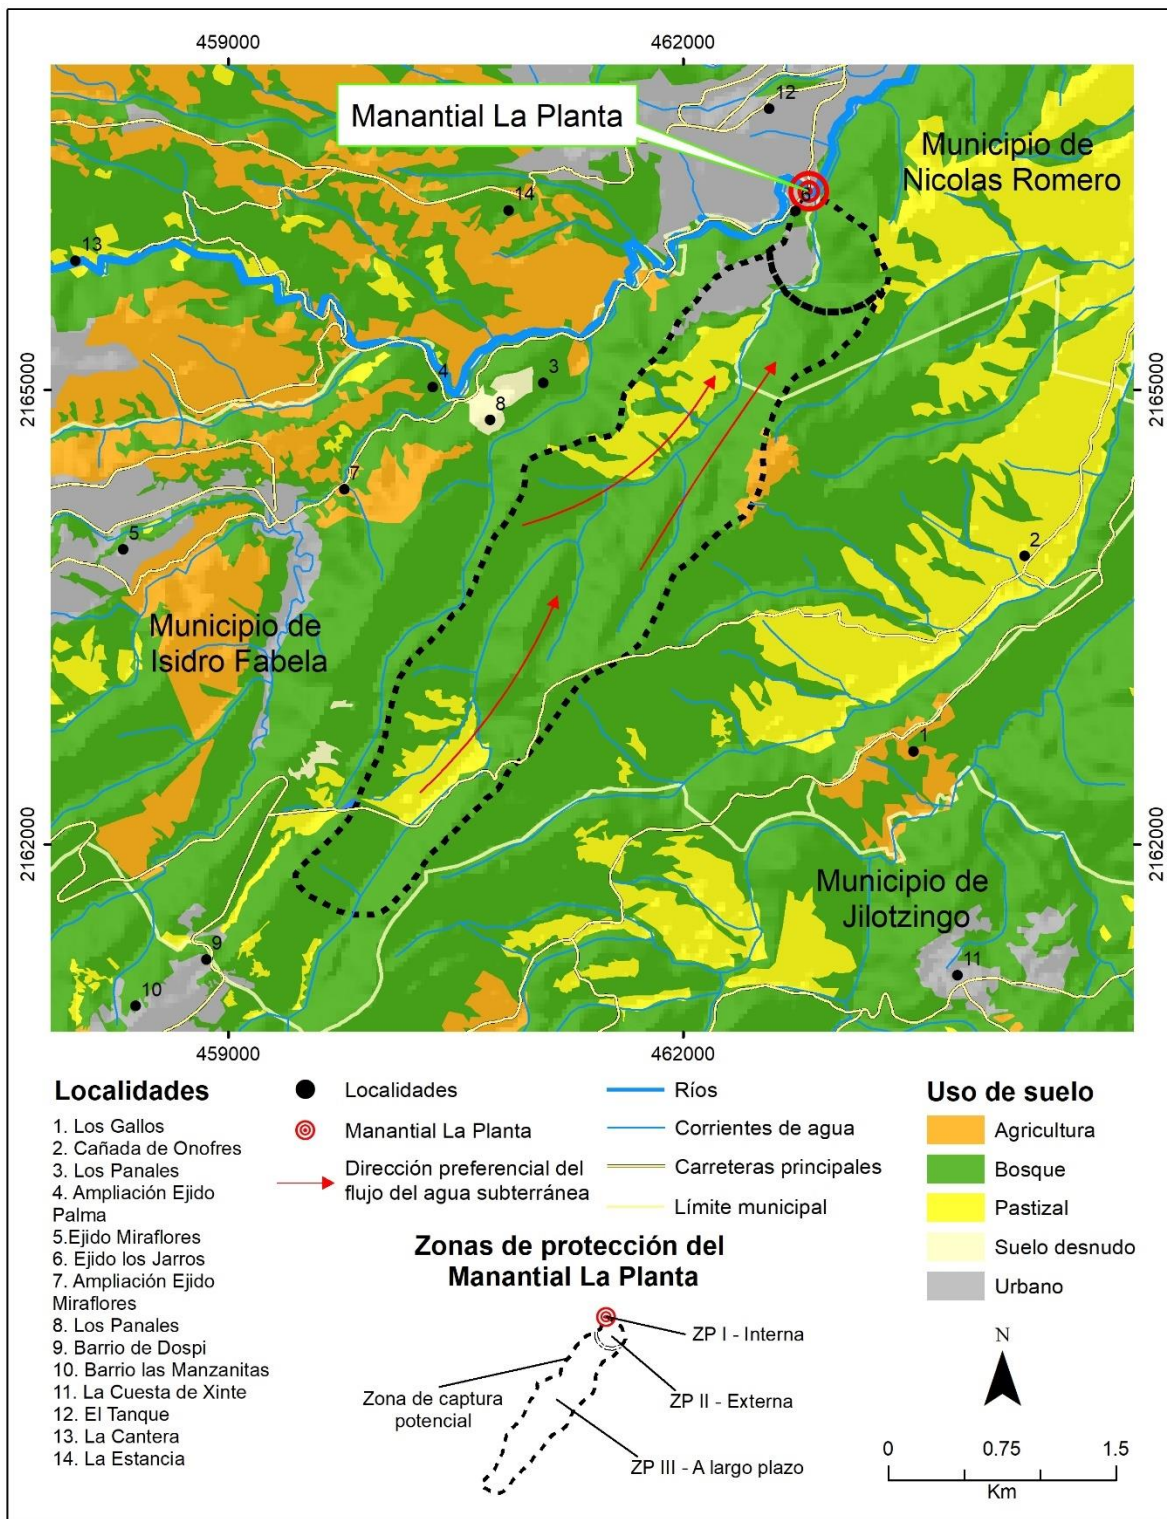 459000
462000
12
Manantial La Planta
Municipio de
Nicolas Romero
6
14
13
2165000
2165000
4
3
8
7
5
2
Municipio de
Isidro Fabela
1
2162000
2162000
Municipio de
Jilotzingo
9
11
10
459000
462000
Localidades
1. Los Gallos
2. Cañada de Onofres
3. Los Panales
4. Ampliación Ejido
Palma
5.Ejido Miraflores
6. Ejido los Jarros
7. Ampliación Ejido
Miraflores
8. Los Panales
9. Barrio de Dospi
10. Barrio las Manzanitas
11. La Cuesta de Xinte
12. El Tanque
13. La Cantera
14. La Estancia
Localidades
Manantial La Planta
Dirección preferencial del
flujo del agua subterránea
Ríos
Corrientes de agua
Carreteras principales
Límite municipal
Uso de suelo
Agricultura
Bosque
Pastizal
Suelo desnudo
Urbano
Zonas de protección del
Manantial La Planta
ZP I - Interna
Zona de captura
potencial
ZP II - Externa
ZP III - A largo plazo
N
0 0.75 1.5
Km